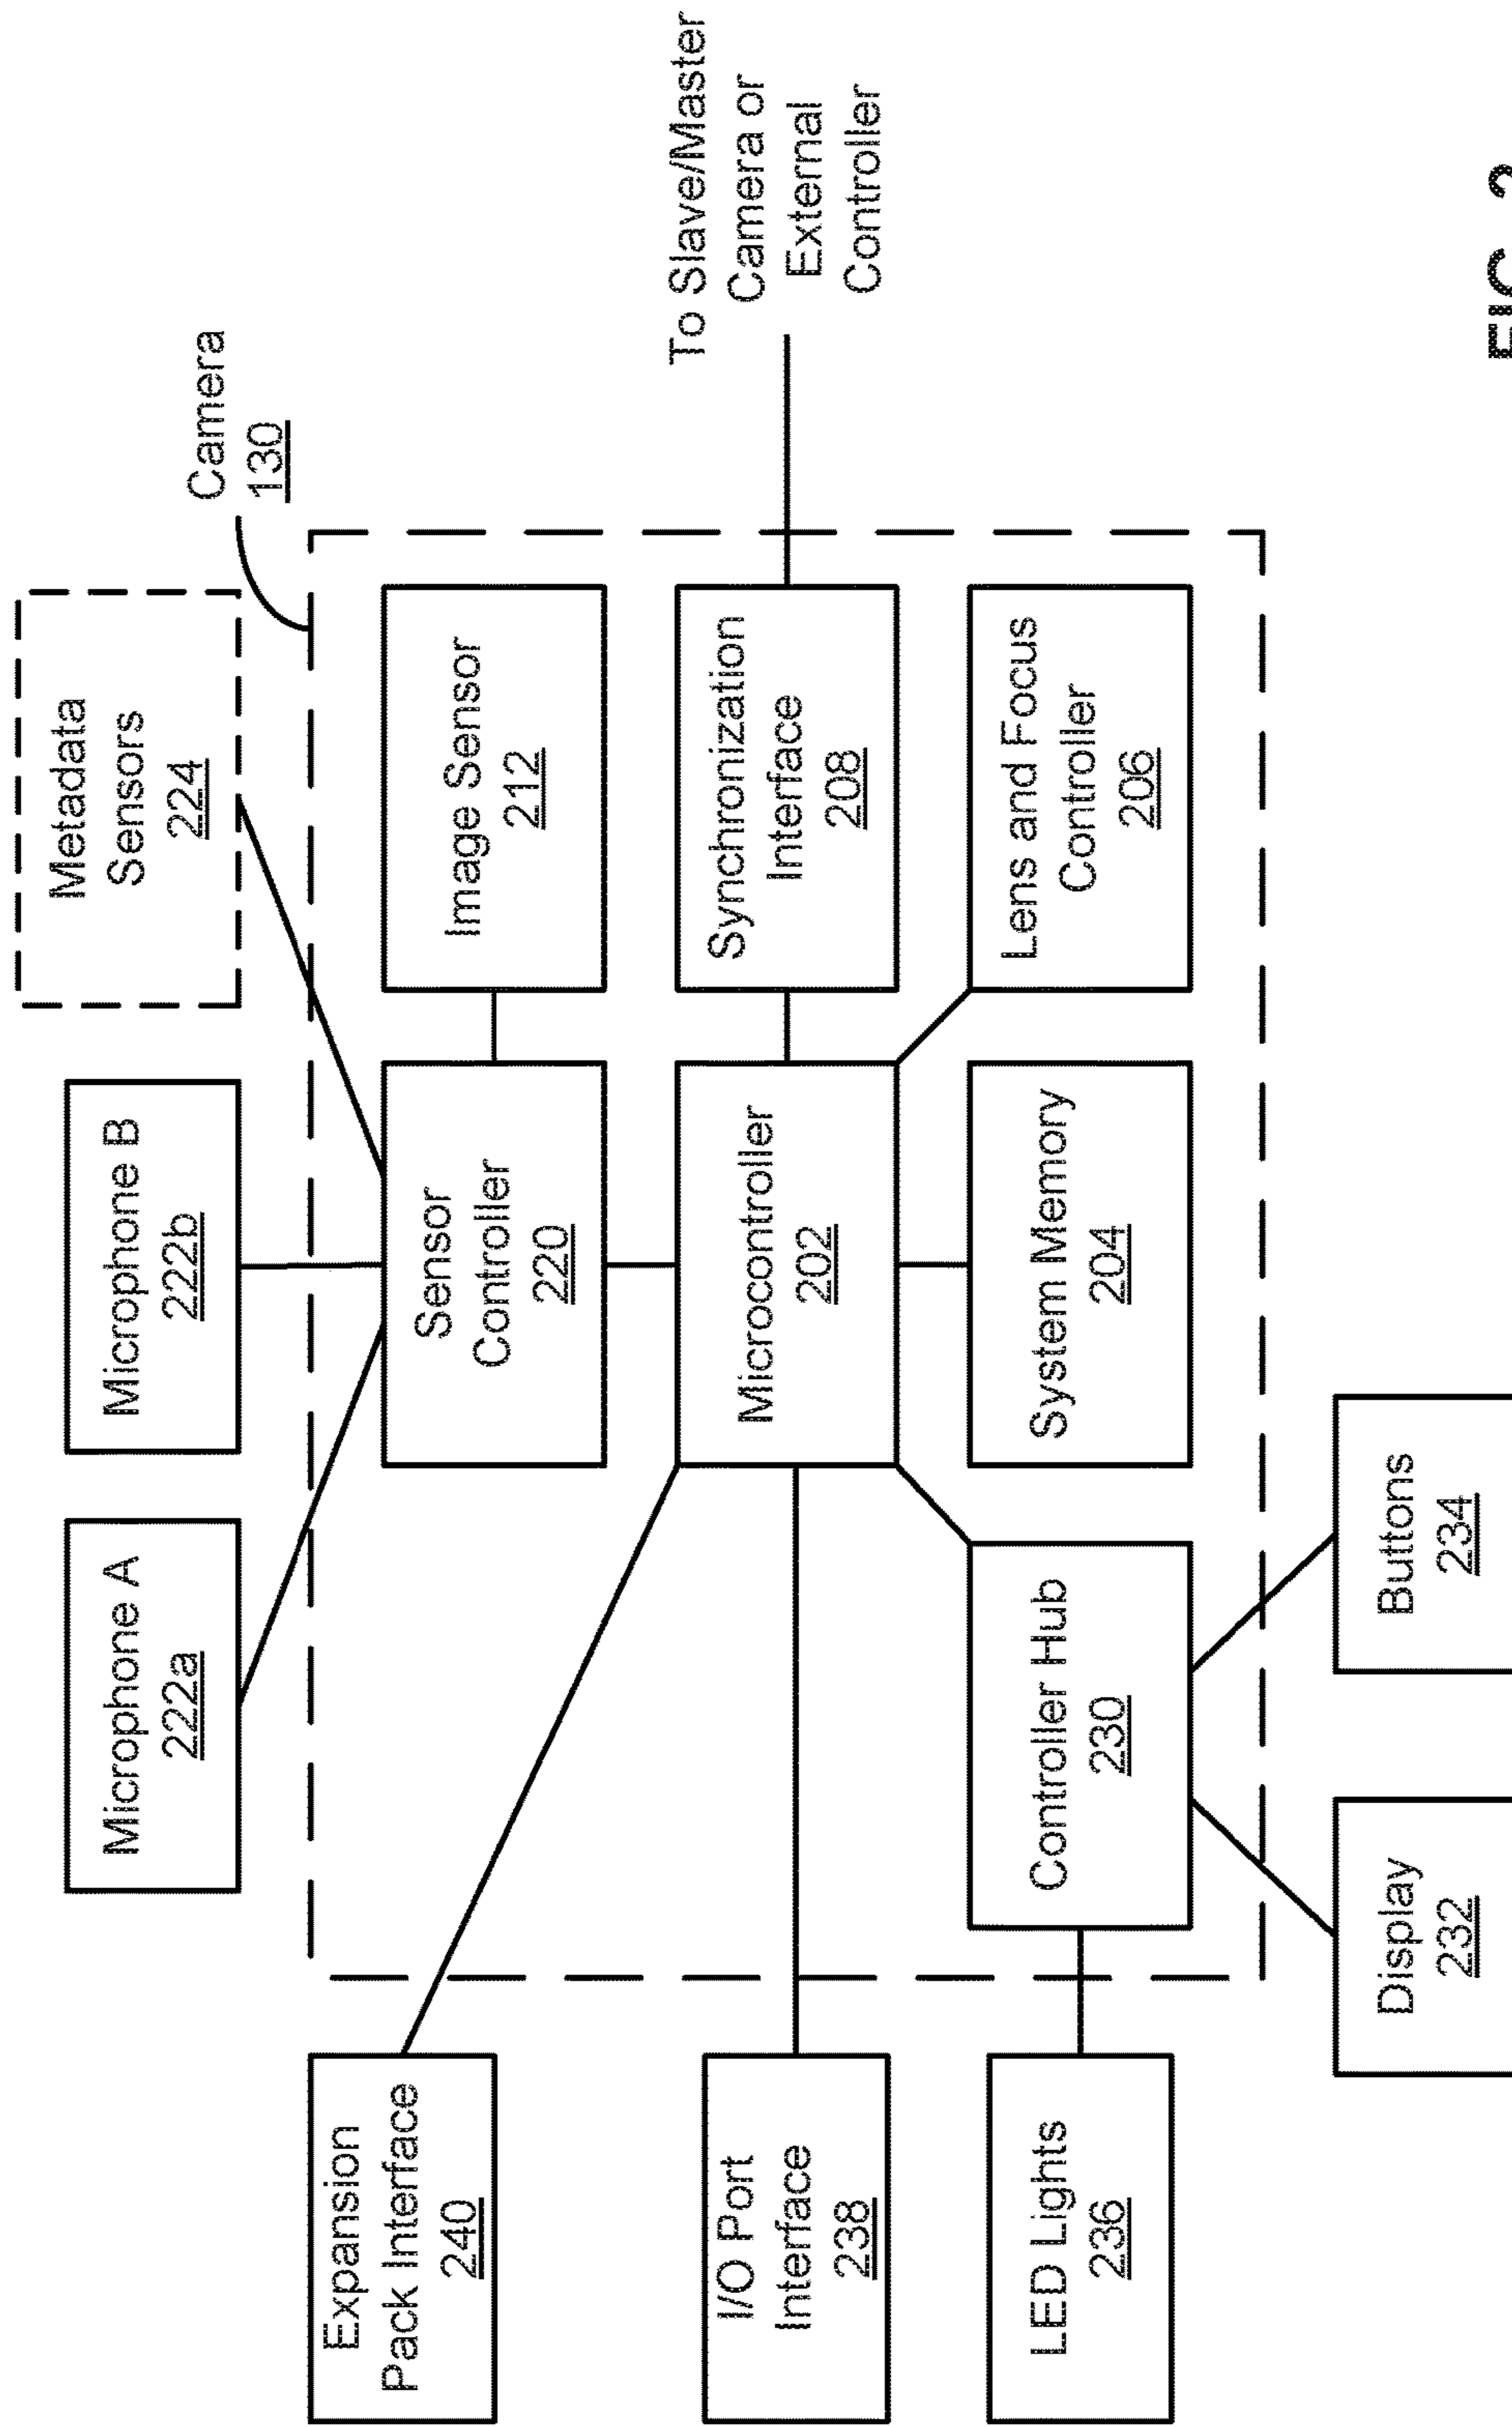 Metadata
Sensors
224
Camera
130
Microphone A
222a
Microphone B
222b
Expansion
Pack Interface
240
Sensor
Controller
220
Image Sensor
212
To Slave/Master
Camera or
External
Controller
I/O Port
Interface
238
Microcontroller
202
Synchronization
Interface
208
LED Lights
236
Controller Hub
230
System Memory
204
Lens and Focus
Controller
206
Display
232
Buttons
234